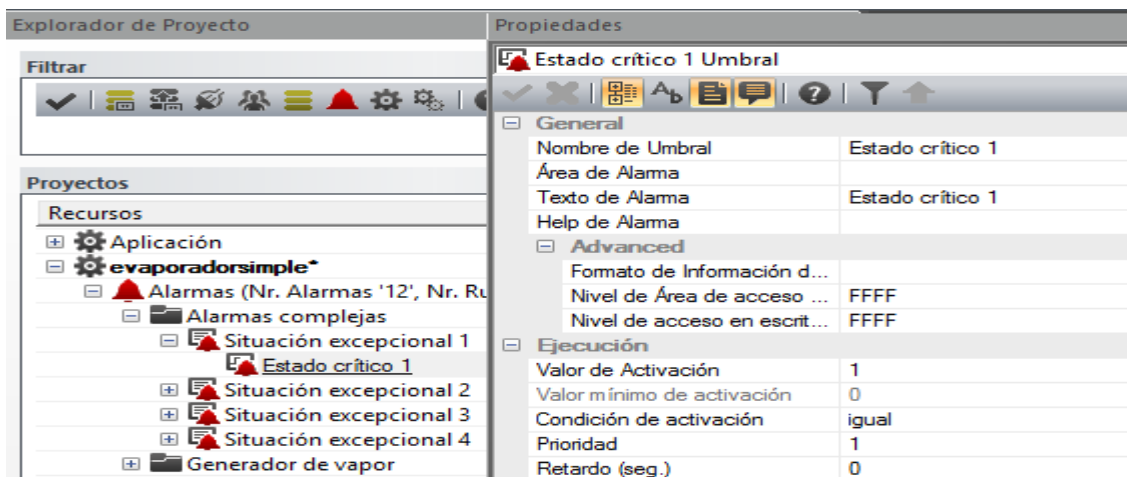 Explorador de Proyecto
Filtrar
Proyectos
Recursos
Aplicación
evaporadorsimple*
Alarmas (Nr. Alarmas '12', Nr. Ru
Alarmas complejas
Situación excepcional 1
Estado crítico 1
Situación excepcional 2
Situación excepcional 3
Situación excepcional 4
Generador de vapor
Propiedades
Estado crítico 1 Umbral
General
Nombre de Umbral Estado crítico 1
Área de Alarma
Texto de Alarma Estado crítico 1
Help de Alarma
Advanced
Formato de Información d...
Nivel de Área de acceso ... FFFF
Nivel de acceso en escrit... FFFF
Ejecución
Valor de Activación 1
Valor mínimo de activación 0
Condición de activación igual
Prioridad 1
Retardo (seg.) 0